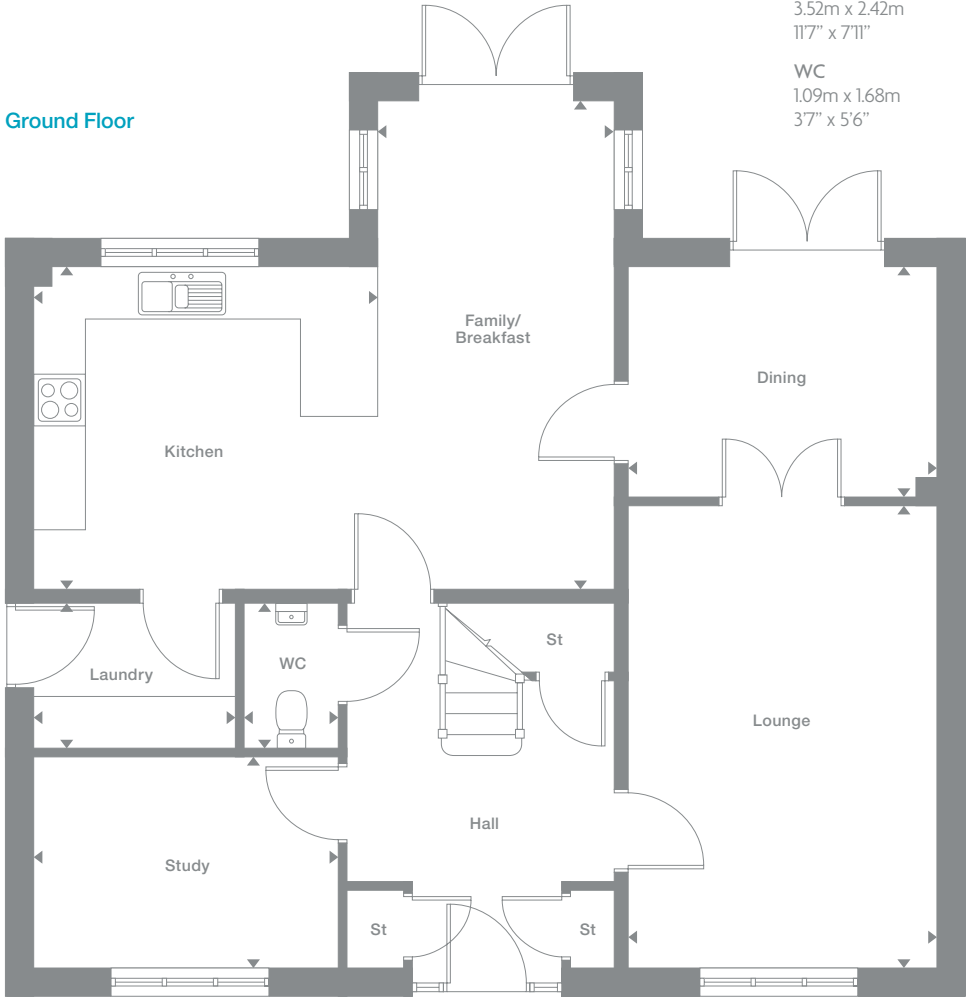 3.52m x 2.42m
11'7” x 7'11”
WC
1.09m x 1.68m
3'7” x 5'6”
Ground Floor
Family/
Breakfast
Dining
Kitchen
St
WC
Laundry
Lounge
Hall
Study
St
St